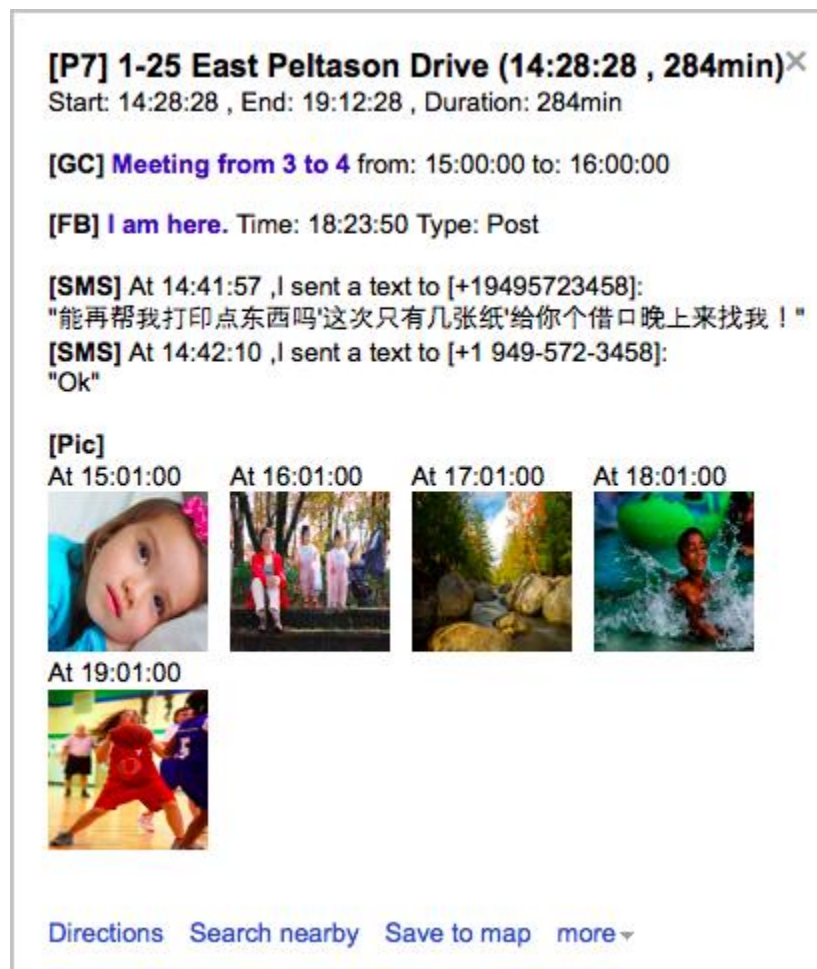 [P7] 1-25 East Peltason Drive (14:28:28 , 284min)
Start: 14:28:28 , End: 19:12:28 , Duration: 284min
[GC] Meeting from 3 to 4 from: 15:00:00 to: 16:00:00
[FB] I am here. Time: 18:23:50 Type: Post
[SMS] At 14:41:57 ,I sent a text to [+19495723458]:
"能再帮我打印点东西吗'这次只有几张纸'给你个借口晚上来找我！"
[SMS] At 14:42:10 ,I sent a text to [+1 949-572-3458]:
"Ok"
[Pic]
At 15:01:00 At 16:01:00 At 17:01:00 At 18:01:00
At 19:01:00
5
Directions Search nearby Save to map more